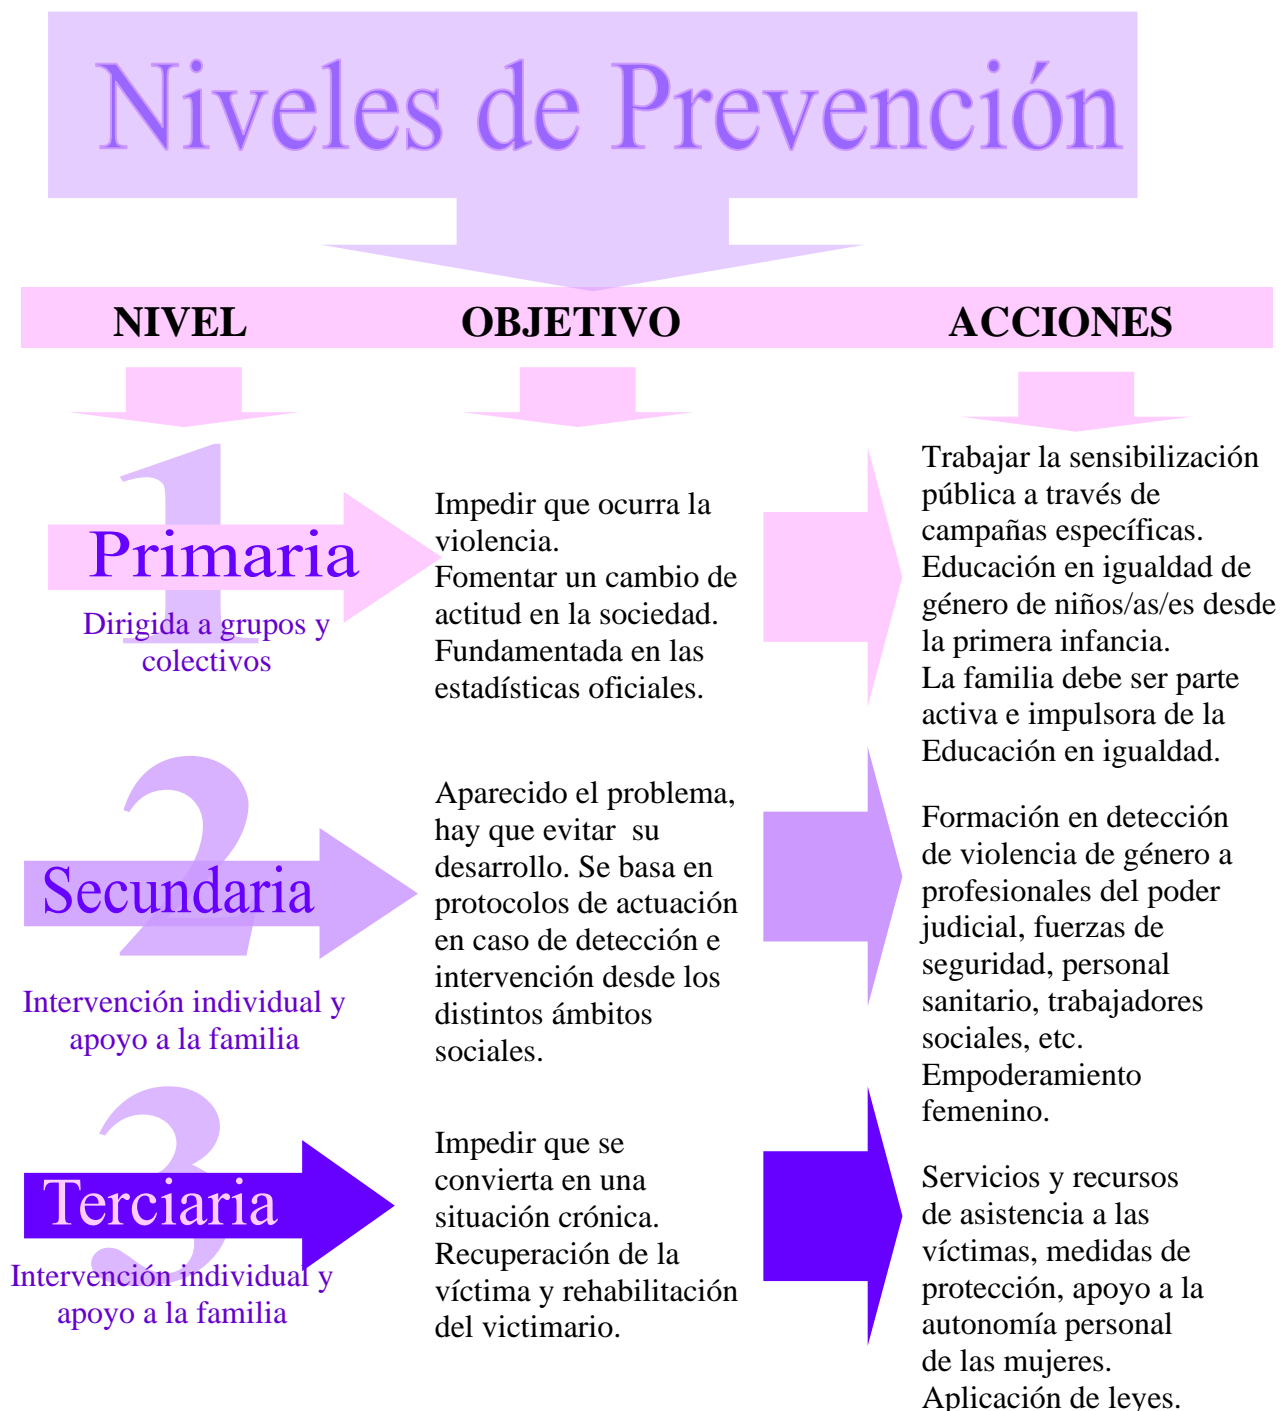 Niveles de Prevención
NIVEL
OBJETIVO
ACCIONES
1
Primaria
Dirigida a grupos y
colectivos
Impedir que ocurra la
violencia.
Fomentar un cambio de
actitud en la sociedad.
Fundamentada en las
estadísticas oficiales.
Trabajar la sensibilización
pública a través de
campañas específicas.
Educación en igualdad de
género de niños/as/es desde
la primera infancia.
La familia debe ser parte
activa e impulsora de la
Educación en igualdad.
2
Secundaria
Intervención individual y
apoyo a la familia
Aparecido el problema,
hay que evitar  su
desarrollo. Se basa en
protocolos de actuación
en caso de detección e
intervención desde los
distintos ámbitos
sociales.
Formación en detección
de violencia de género a
profesionales del poder
judicial, fuerzas de
seguridad, personal
sanitario, trabajadores
sociales, etc.
Empoderamiento
femenino.
3
Terciaria
Intervención individual y
apoyo a la familia
Impedir que se
convierta en una
situación crónica.
Recuperación de la
víctima y rehabilitación
del victimario.
Servicios y recursos
de asistencia a las
víctimas, medidas de
protección, apoyo a la
autonomía personal
de las mujeres.
Aplicación de leyes.